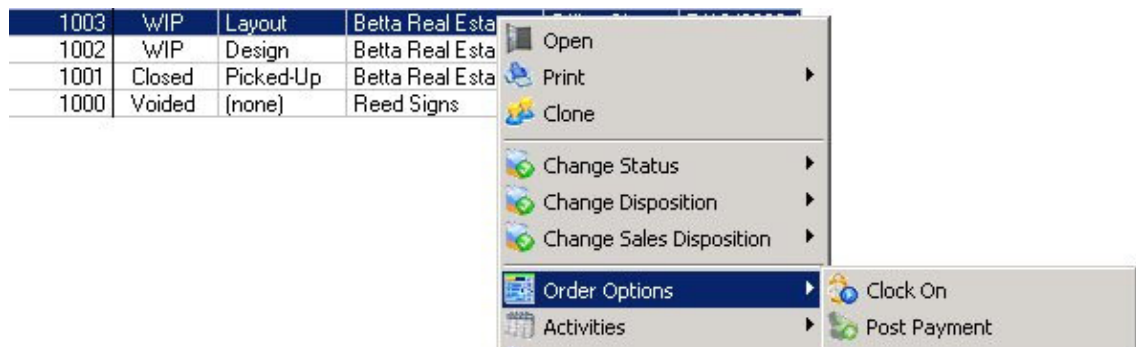 1003 WIP Layout Betta Real Esta
1002 WIP Design Betta Real Esta
1001 Closed Picked-Up Betta Real Esta
1000 Voided (none) Reed Signs
Open
Print
Clone
Change Status
Change Disposition
Change Sales Disposition
Order Options
Clock On
Activities
Post Payment